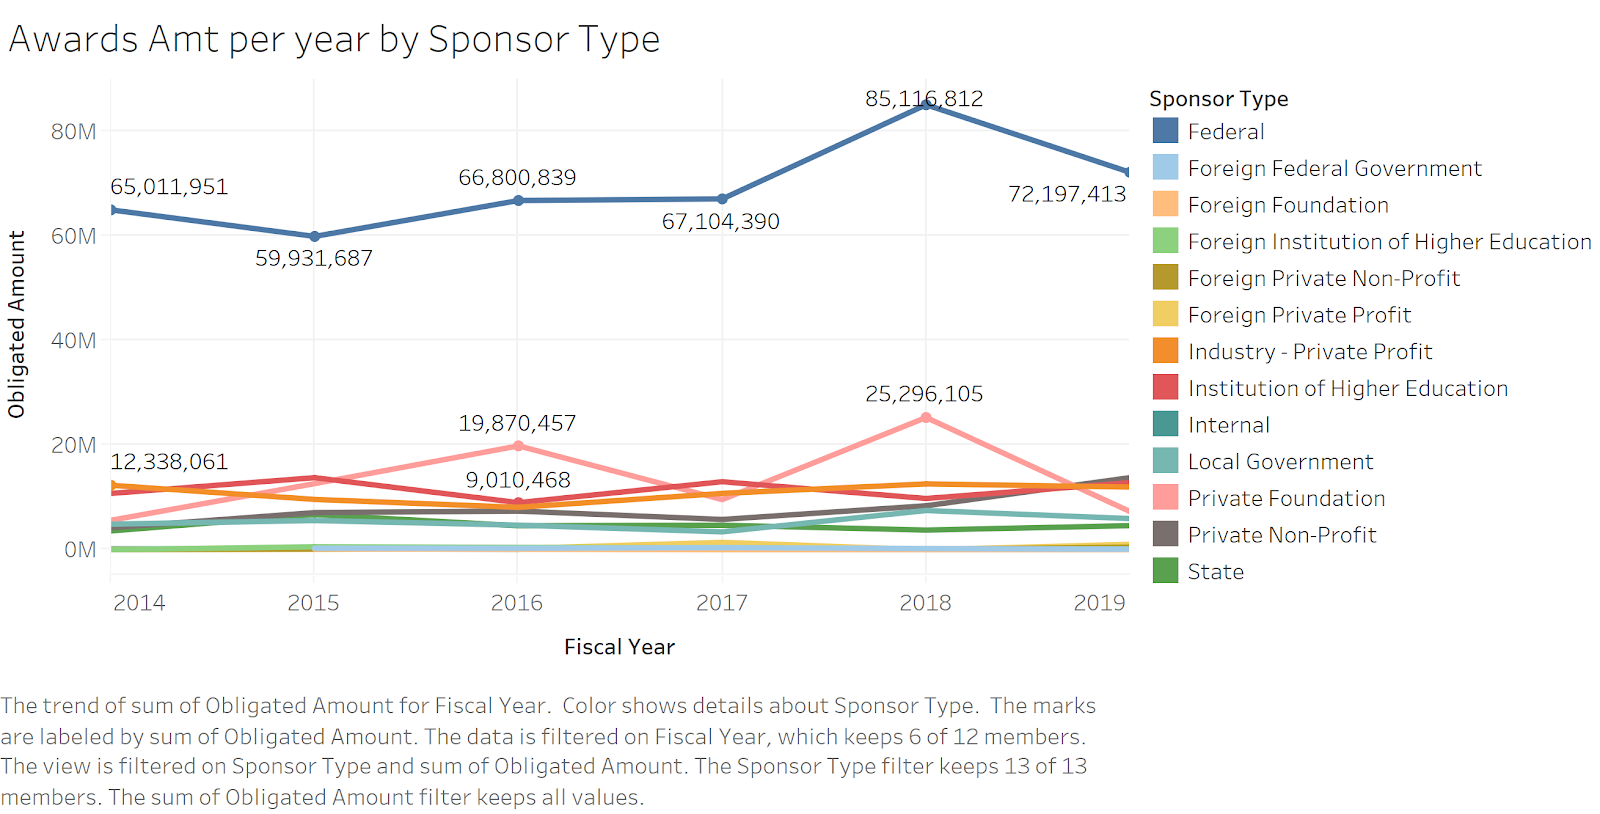 Awards Amt per year by Sponsor Type
Obligated Amount
80M
60M
40M
20M
0M
85,116,812
65,011,951
66,800,839
72,197,413
67,104,390
59,931,687
25,296,105
19,870,457
12,338,061
9,010,468
2014 2015 2016 2017 2018 2019
Fiscal Year
Sponsor Type
Federal
Foreign Federal Government
Foreign Foundation
Foreign Institution of Higher Education
Foreign Private Non-Profit
Foreign Private Profit
Industry - Private Profit
Institution of Higher Education
Internal
Local Government
Private Foundation
Private Non-Profit
State
The trend of sum of Obligated Amount for Fiscal Year.  Color shows details about Sponsor Type.  The marks
are labeled by sum of Obligated Amount. The data is filtered on Fiscal Year, which keeps 6 of 12 members.
The view is filtered on Sponsor Type and sum of Obligated Amount. The Sponsor Type filter keeps 13 of 13
members. The sum of Obligated Amount filter keeps all values.